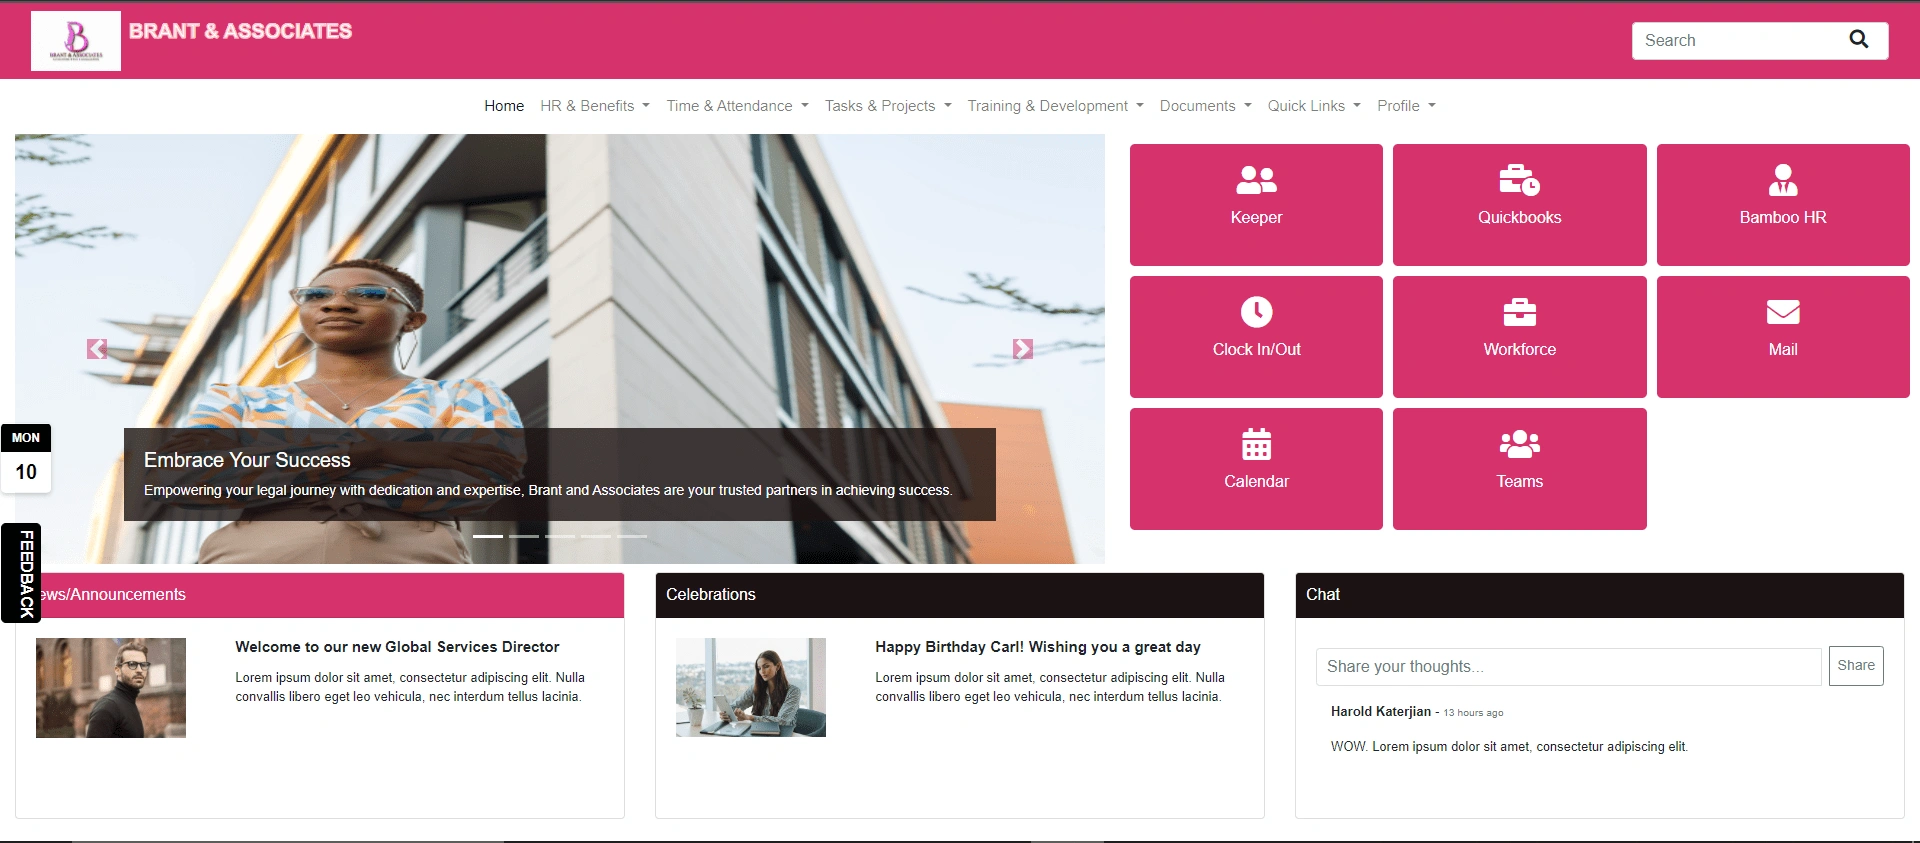 BRANT & ASSOCIATES
B
BRANT & ASSOCIATES
Search
Home HR & Benefits Time & Attendance Tasks & Projects Training & Development Documents Quick Links Profile
Keeper
Quickbooks
Bamboo HR
Clock In/Out
Workforce
Mail
Calendar
Teams
MON
10
Embrace Your Success
Empowering your legal journey with dedication and expertise, Brant and Associates are your trusted partners in achieving success.
FEEDBACK
ews/Announcements
Welcome to our new Global Services Director
Lorem ipsum dolor sit amet, consectetur adipiscing elit. Nulla
convallis libero eget leo vehicula, nec interdum tellus lacinia.
Celebrations
Happy Birthday Carl! Wishing you a great day
Lorem ipsum dolor sit amet, consectetur adipiscing elit. Nulla
convallis libero eget leo vehicula, nec interdum tellus lacinia.
Chat
Share your thoughts...
Share
Harold Katerjian - 13 hours ago
WOW. Lorem ipsum dolor sit amet, consectetur adipiscing elit.